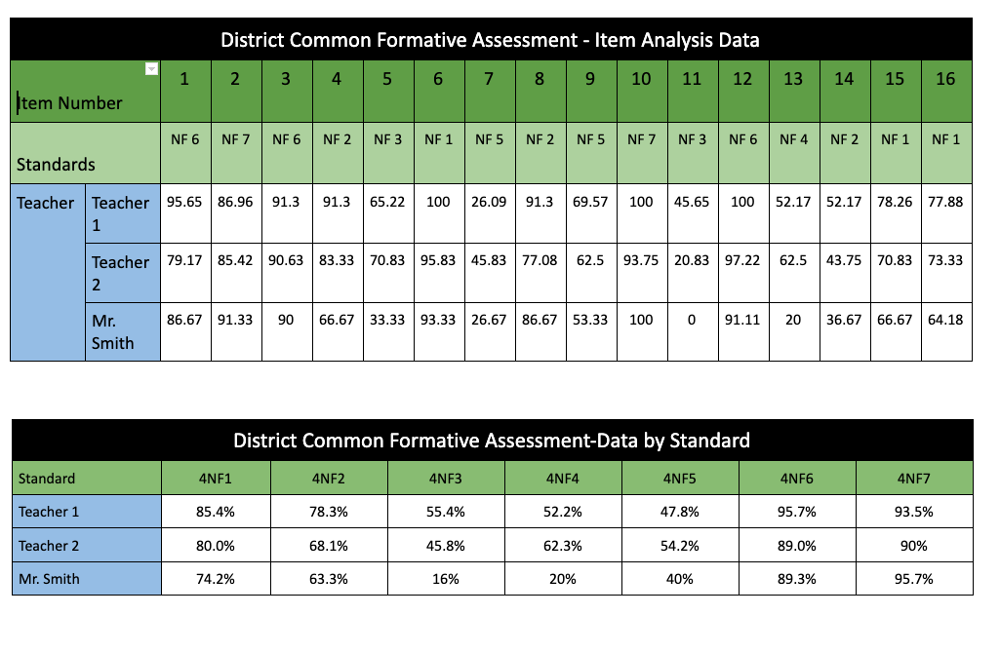 District Common Formative Assessment - Item Analysis Data
Item Number 1 2 3 4 5 6 7 8 9 10 11 12 13 14 15 16
Standards NF 6 NF 7 NF 6 NF 2 NF 3 NF 1 NF 5 NF 2 NF 5 NF 7 NF 3 NF 6 NF 4 NF 2 NF 1 NF 1
Teacher Teacher 1 95.65 86.96 91.3 91.3 65.22 100 26.09 91.3 69.57 100 45.65 100 52.17 52.17 78.26 77.88
Teacher 2 79.17 85.42 90.63 83.33 70.83 95.83 45.83 77.08 62.5 93.75 20.83 97.22 62.5 43.75 70.83 73.33
Mr. Smith 86.67 91.33 90 66.67 33.33 93.33 26.67 86.67 53.33 100 0 91.11 20 36.67 66.67 64.18
District Common Formative Assessment-Data by Standard
Standard 4NF1 4NF2 4NF3 4NF4 4NF5 4NF6 4NF7
Teacher 1 85.4% 78.3% 55.4% 52.2% 47.8% 95.7% 93.5%
Teacher 2 80.0% 68.1% 45.8% 62.3% 54.2% 89.0% 90%
Mr. Smith 74.2% 63.3% 16% 20% 40% 89.3% 95.7%